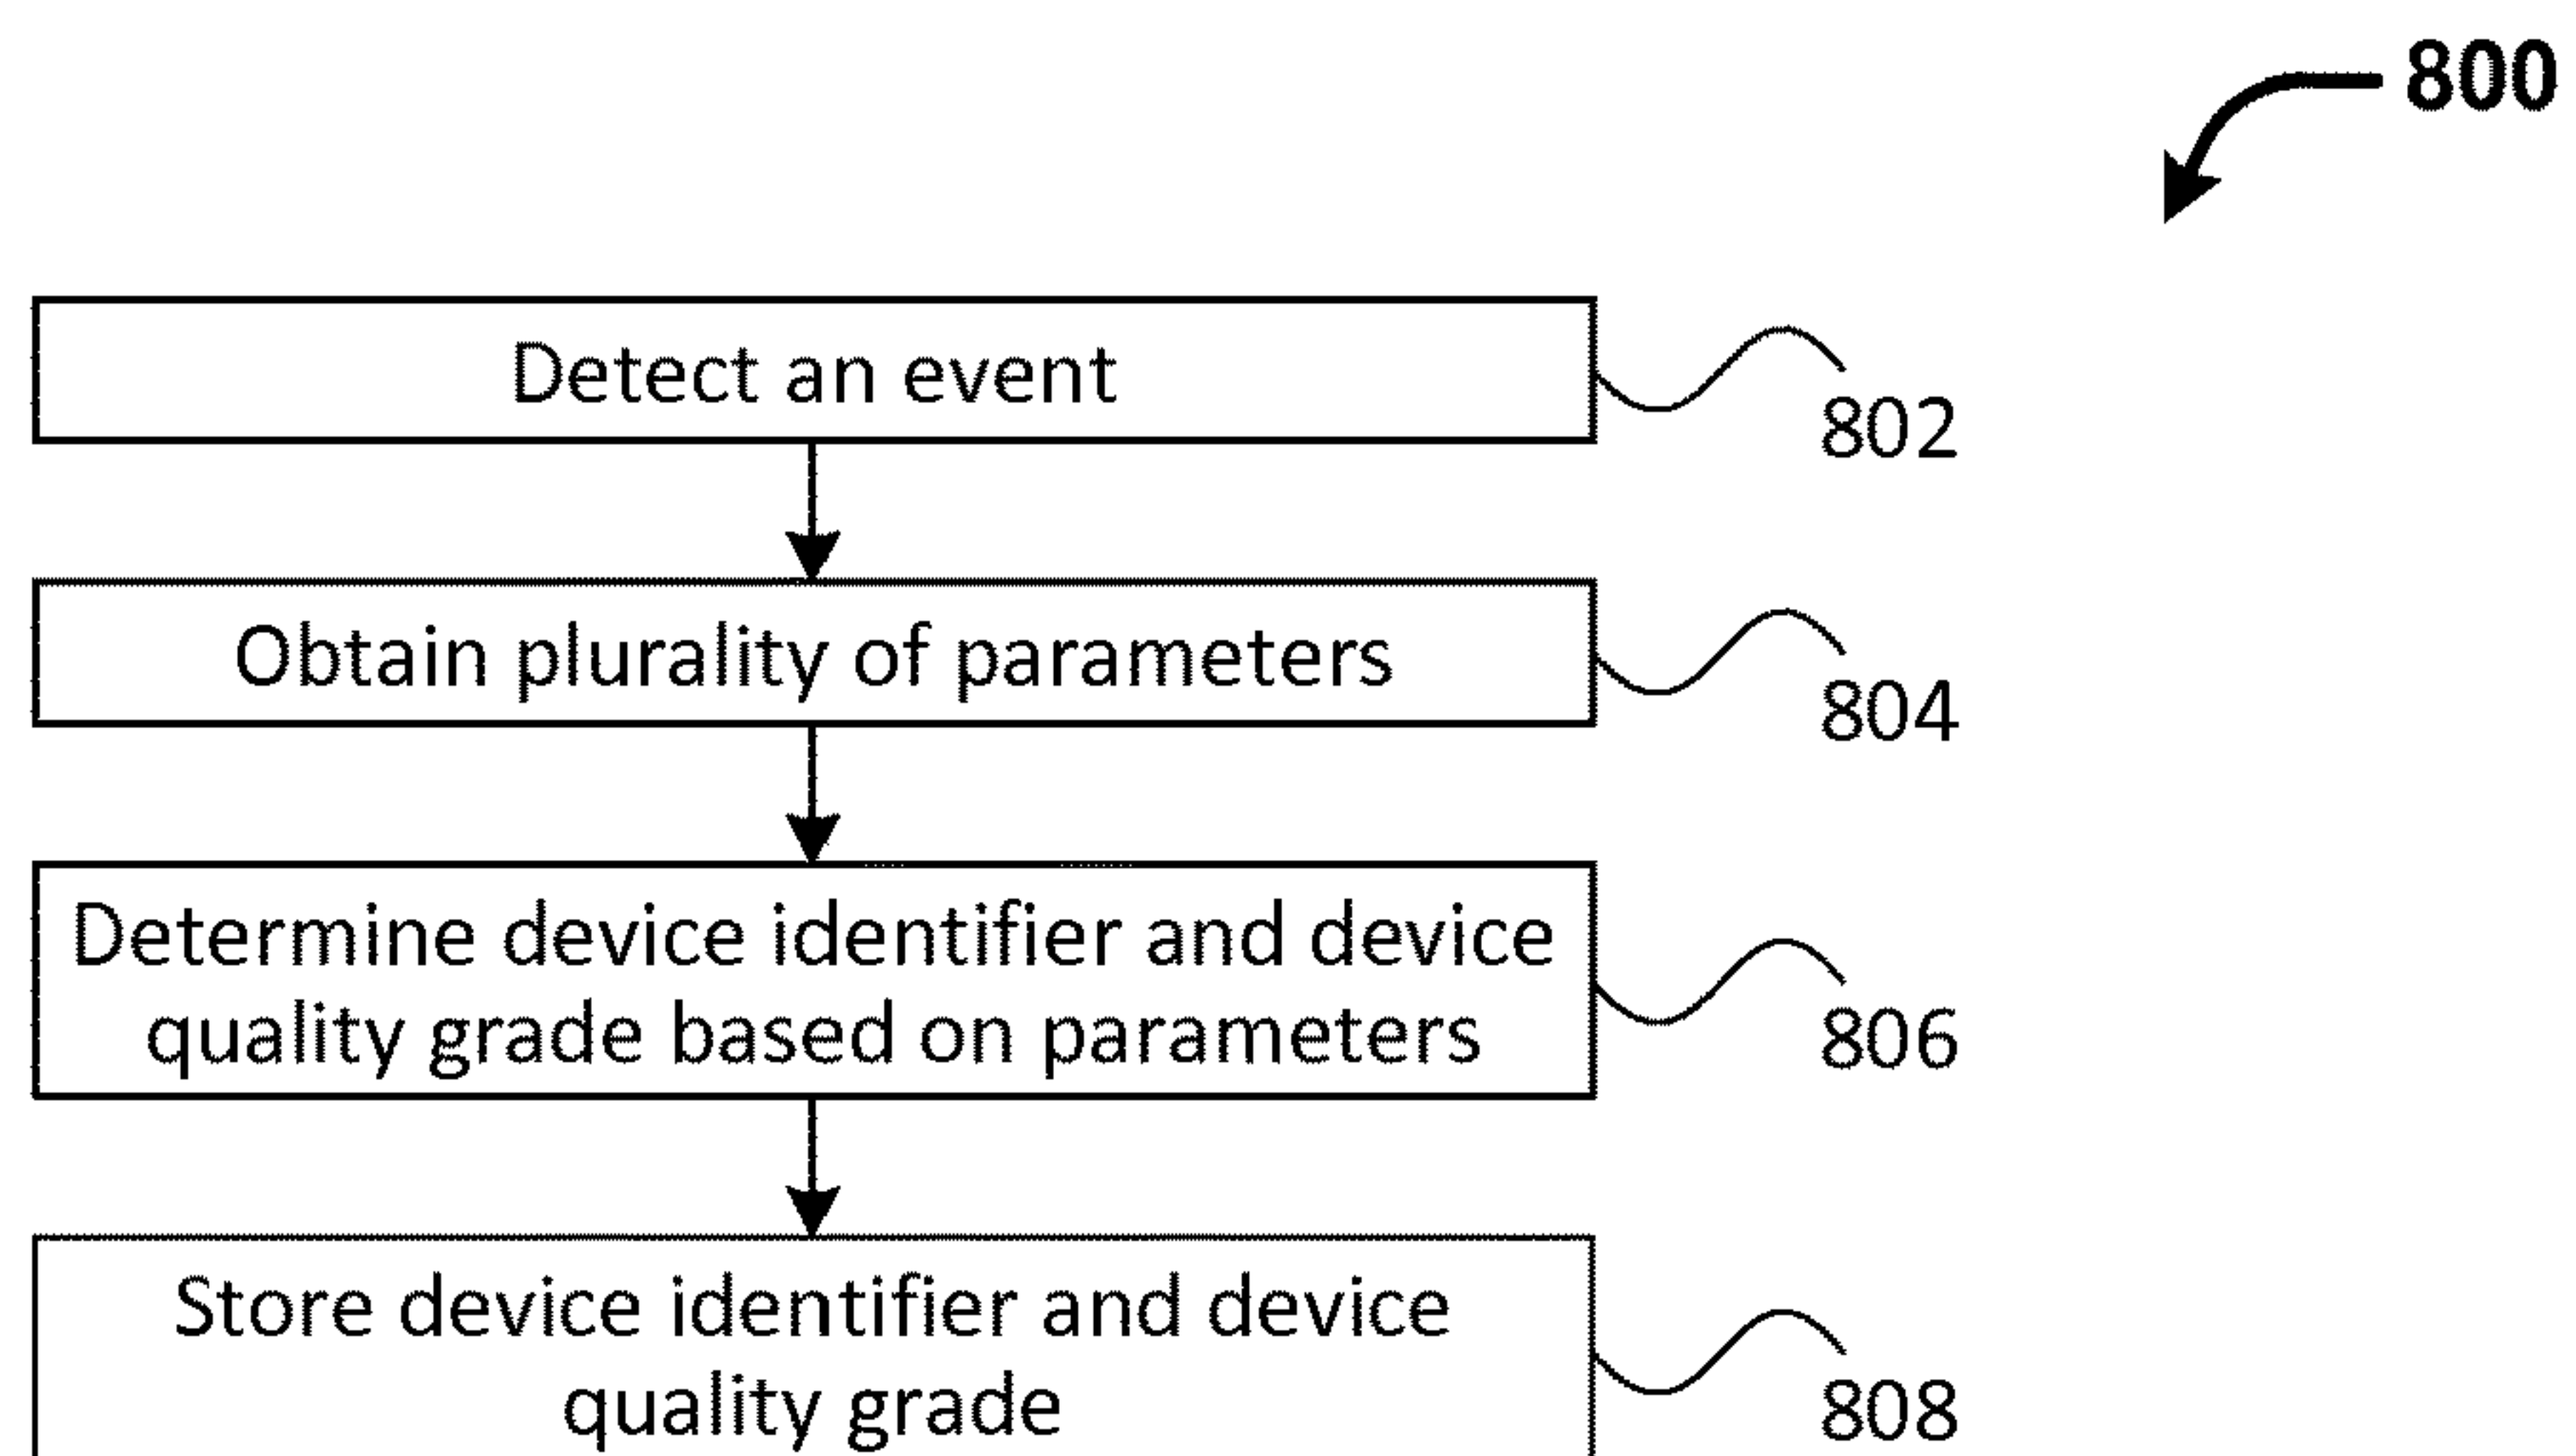 800
Detect an event
802
Obtain plurality of parameters
804
Determine device identifier and device
quality grade based on parameters
806
Store device identifier and device
quality grade
808